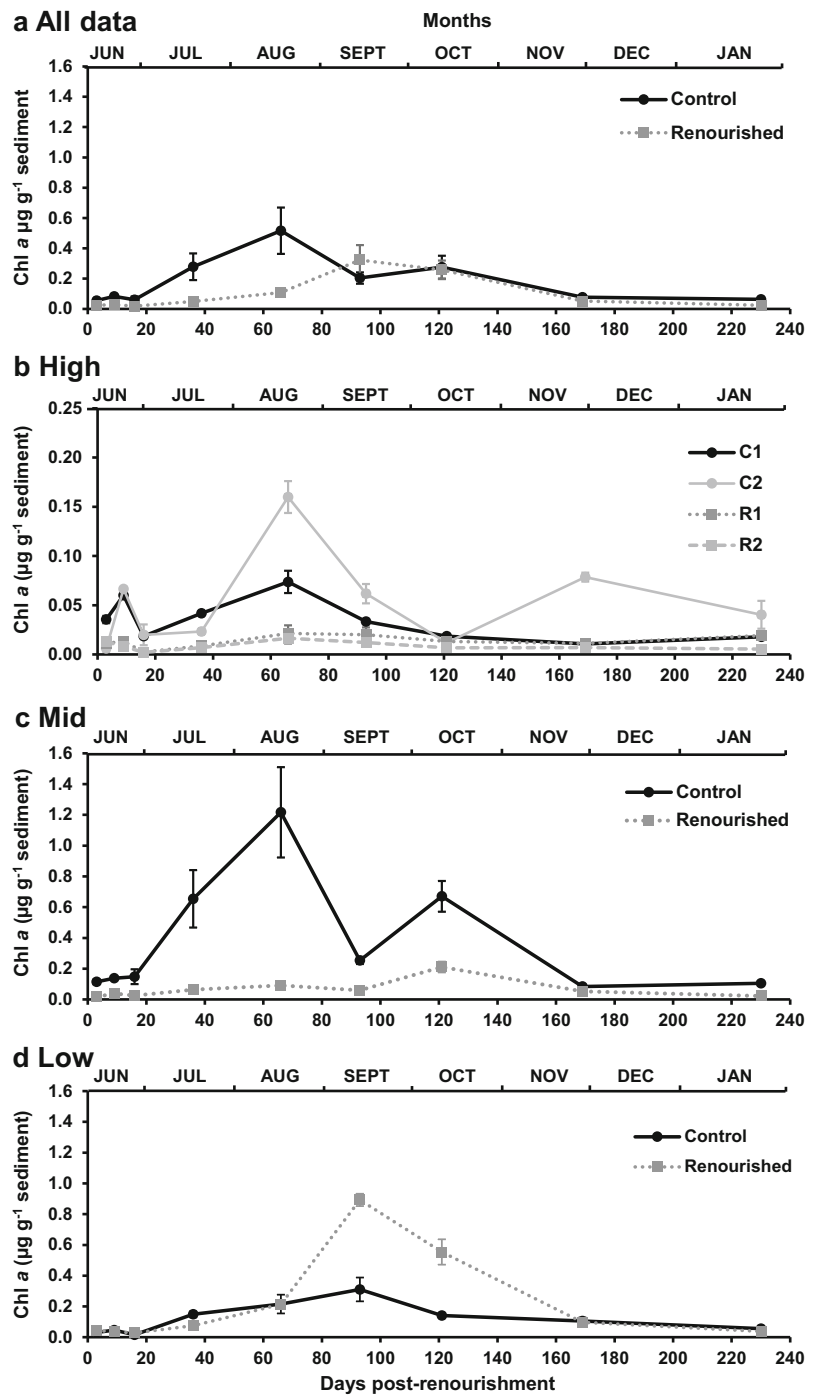 a All data
Months
JUN JUL AUG SEPT OCT NOV DEC JAN
1.6
1.4
1.2
1.0
0.8
0.6
0.4
0.2
0.0
Chl a µg g-1 sediment
Control
Renourished
0 20 40 60 80 100 120 140 160 180 200 220 240
b High
JUN JUL AUG SEPT OCT NOV DEC JAN
0.25
0.20
0.15
0.10
0.05
0.00
Chl a (µg g-1 sediment)
C1
C2
R1
R2
0 20 40 60 80 100 120 140 160 180 200 220 240
c Mid
JUN JUL AUG SEPT OCT NOV DEC JAN
1.6
1.4
1.2
1.0
0.8
0.6
0.4
0.2
0.0
Chl a (µg g-1 sediment)
Control
Renourished
0 20 40 60 80 100 120 140 160 180 200 220 240
d Low
JUN JUL AUG SEPT OCT NOV DEC JAN
1.6
1.4
1.2
1.0
0.8
0.6
0.4
0.2
0.0
Chl a (µg g-1 sediment)
Control
Renourished
0 20 40 60 80 100 120 140 160 180 200 220 240
Days post-renourishment